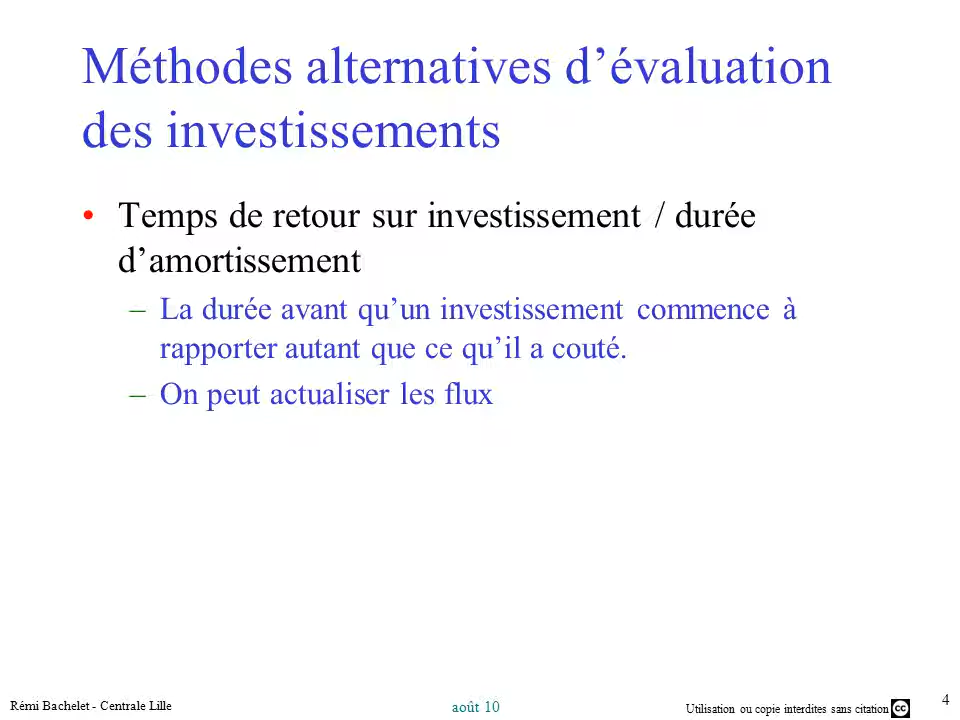 Méthodes alternatives d’évaluation
des investissements
• Temps de retour sur investissement / durée
d’amortissement
– La durée avant qu’un investissement commence à
rapporter autant que ce qu’il a couté.
– On peut actualiser les flux
Rémi Bachelet - Centrale Lille
août 10
Utilisation ou copie interdites sans citation
cc
4